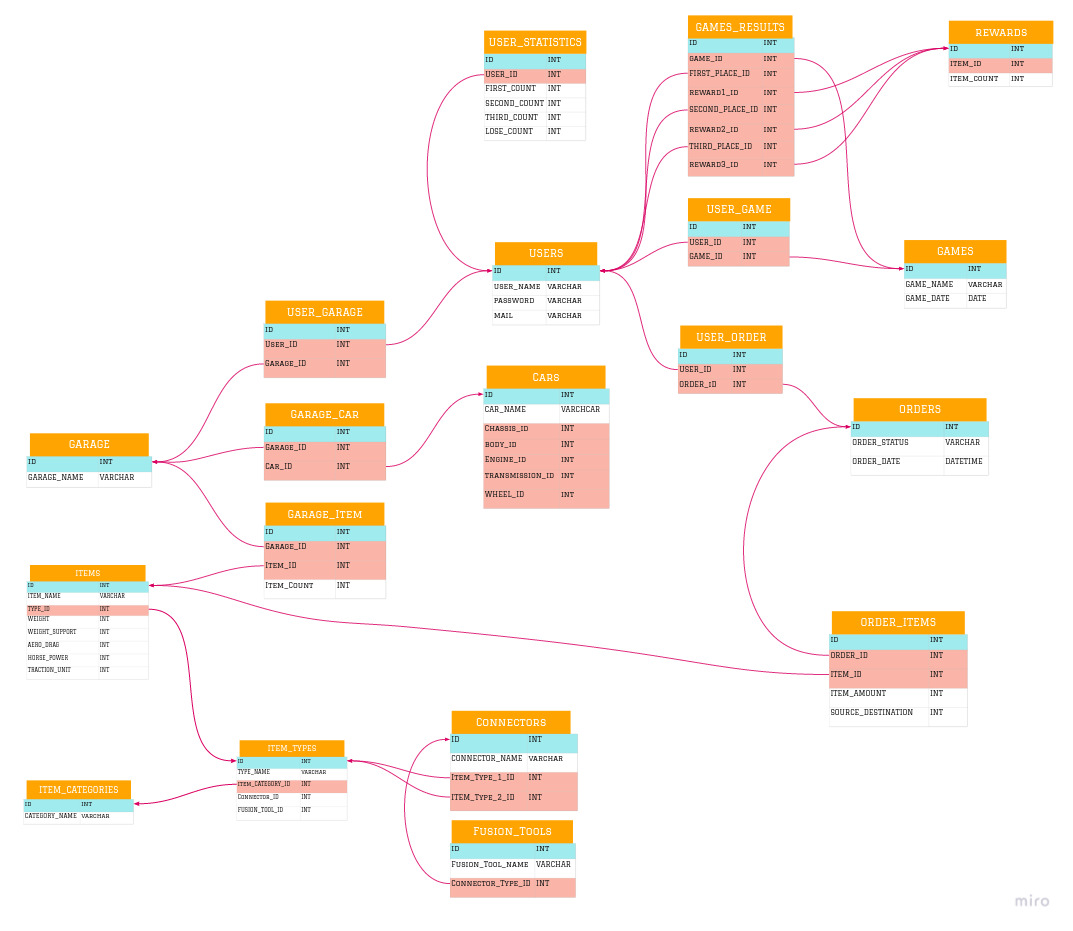 USER_STATISTICS
ID INT
USER_ID INT
FIRST_COUNT INT
SECOND_COUNT INT
THIRD_COUNT INT
LOSE_COUNT INT
GAMES_RESULTS
ID INT
GAME_ID INT
FIRST_PLACE_ID INT
REWARD1_ID INT
SECOND_PLACE_ID INT
REWARD2_ID INT
THIRD_PLACE_ID INT
REWARD3_ID INT
REWARDS
ID INT
ITEM_ID INT
ITEM_COUNT INT
USER_GAME
ID INT
USER_ID INT
GAME_ID INT
USERS
ID INT
USER_NAME VARCHAR
PASSWORD VARCHAR
MAIL VARCHAR
GAMES
ID INT
GAME_NAME VARCHAR
GAME_DATE DATE
USER_GARAGE
ID INT
User_ID INT
Garage_ID INT
USER_ORDER
ID INT
USER_ID INT
ORDER_ID INT
Cars
ID INT
CAR_NAME VARCHCAR
Chassis_ID INT
BODY_ID INT
Engine_ID INT
TRANSMISSION_ID INT
WHEEL_ID INT
Garage_Car
ID INT
Garage_ID INT
Car_ID INT
ORDERS
ID INT
ORDER_STATUS VARCHAR
ORDER_DATE DATETIME
GARAGE
ID INT
GARAGE_NAME VARCHAR
Garage_Item
ID INT
Garage_ID INT
Item_ID INT
Item_Count INT
ITEMS
ID INT
ITEM_NAME VARCHAR
TYPE_ID INT
WEIGHT INT
WEIGHT_SUPPORT INT
AERO_DRAG INT
HORSE_POWER INT
TRACTION_UNIT INT
ORDER_ITEMS
ID INT
ORDER_ID INT
ITEM_ID INT
ITEM_AMOUNT INT
SOURCE_DESTINATION INT
Connectors
ID INT
CONNECTOR_NAME VARCHAR
Item_Type_1_ID INT
Item_Type_2_ID INT
ITEM_TYPES
ID INT
TYPE_NAME VARCHAR
ITEM_CATEGORY_ID INT
Connector_ID INT
FUSION_TOOL_ID INT
ITEM_CATEGORIES
ID INT
CATEGORY_NAME VARCHAR
Fusion_Tools
ID INT
Fusion_Tool_name VARCHAR
Connector_Type_ID INT
miro